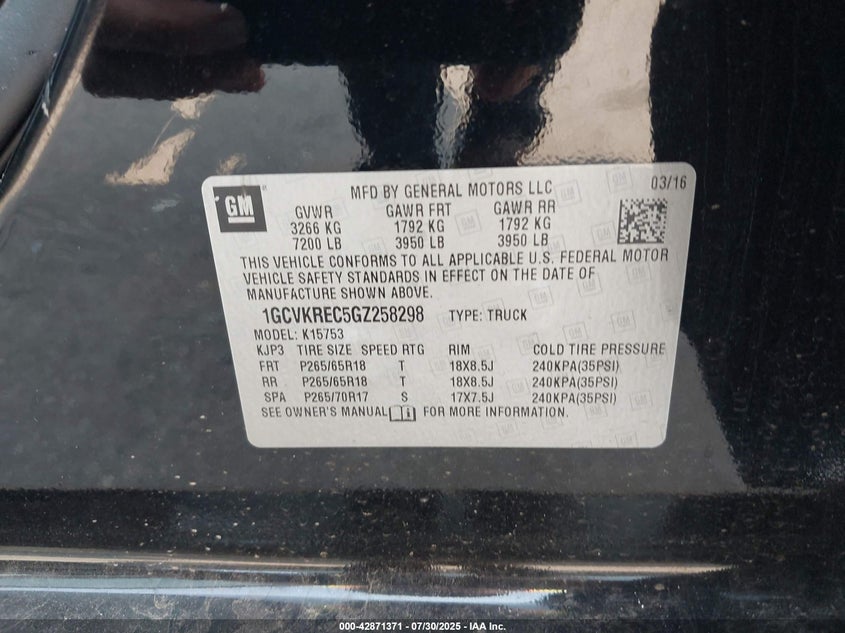 GM
MFD BY GENERAL MOTORS LLC
03/16
GVWR GAWR FRT GAWR RR
3266 KG 1792 KG 1792 KG
7200 LB 3950 LB 3950 LB
THIS VEHICLE CONFORMS TO ALL APPLICABLE U.S. FEDERAL MOTOR
VEHICLE SAFETY STANDARDS IN EFFECT ON THE DATE OF
MANUFACTURE SHOWN ABOVE.
1GCVKREC5GZ258298 TYPE: TRUCK
MODEL: K15753
KJP3 TIRE SIZE SPEED RTG RIM COLD TIRE PRESSURE
FRT P265/65R18 T 18X8.5J 240KPA(35PSI)
RR P265/65R18 T 18X8.5J 240KPA(35PSI)
SPA P265/70R17 S 17X7.5J 240KPA(35PSI)
SEE OWNER'S MANUAL FOR MORE INFORMATION.
000-42871371 - 07/30/2025 - IAA Inc.